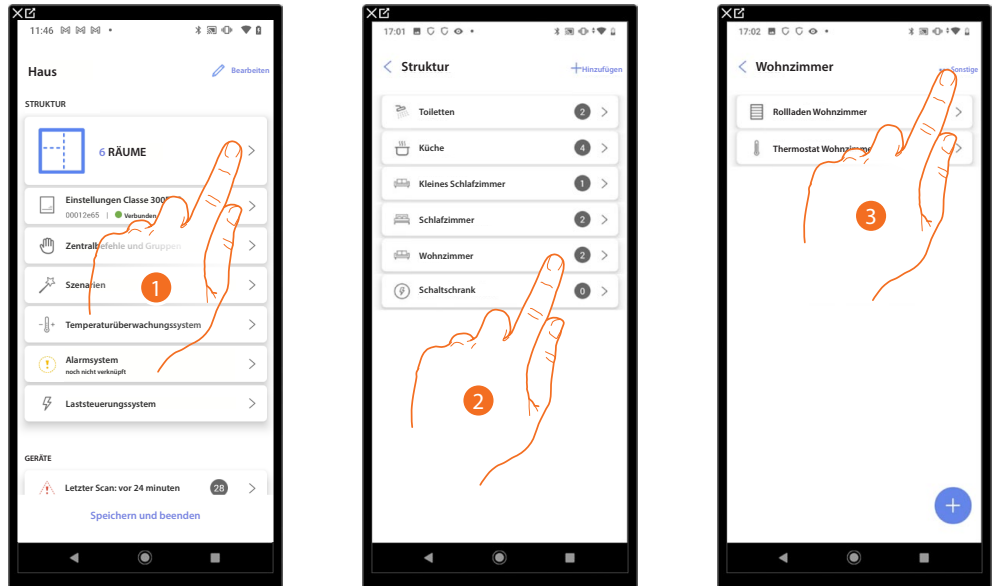 11:46
Haus
Bearbeiten
STRUKTUR
6 RÄUME
Einstellungen Classe 300
00012e65 | Verbunden
Zentralbefehle und Gruppen
Szenarien
1
Temperaturüberwachungssystem
Alarmsystem
noch nicht verknüpft
Laststeuerungssystem
GERÄTE
Letzter Scan: vor 24 minuten
28
Speichern und beenden
17:01
Struktur
Hinzufügen
Toiletten 2
Küche 4
Kleines Schlafzimmer 1
Schlafzimmer 2
Wohnzimmer 2
Schaltschrank 0
2
17:02
Wohnzimmer
Sonstige
Rollladen Wohnzimmer
Thermostat Wohnzimme
3